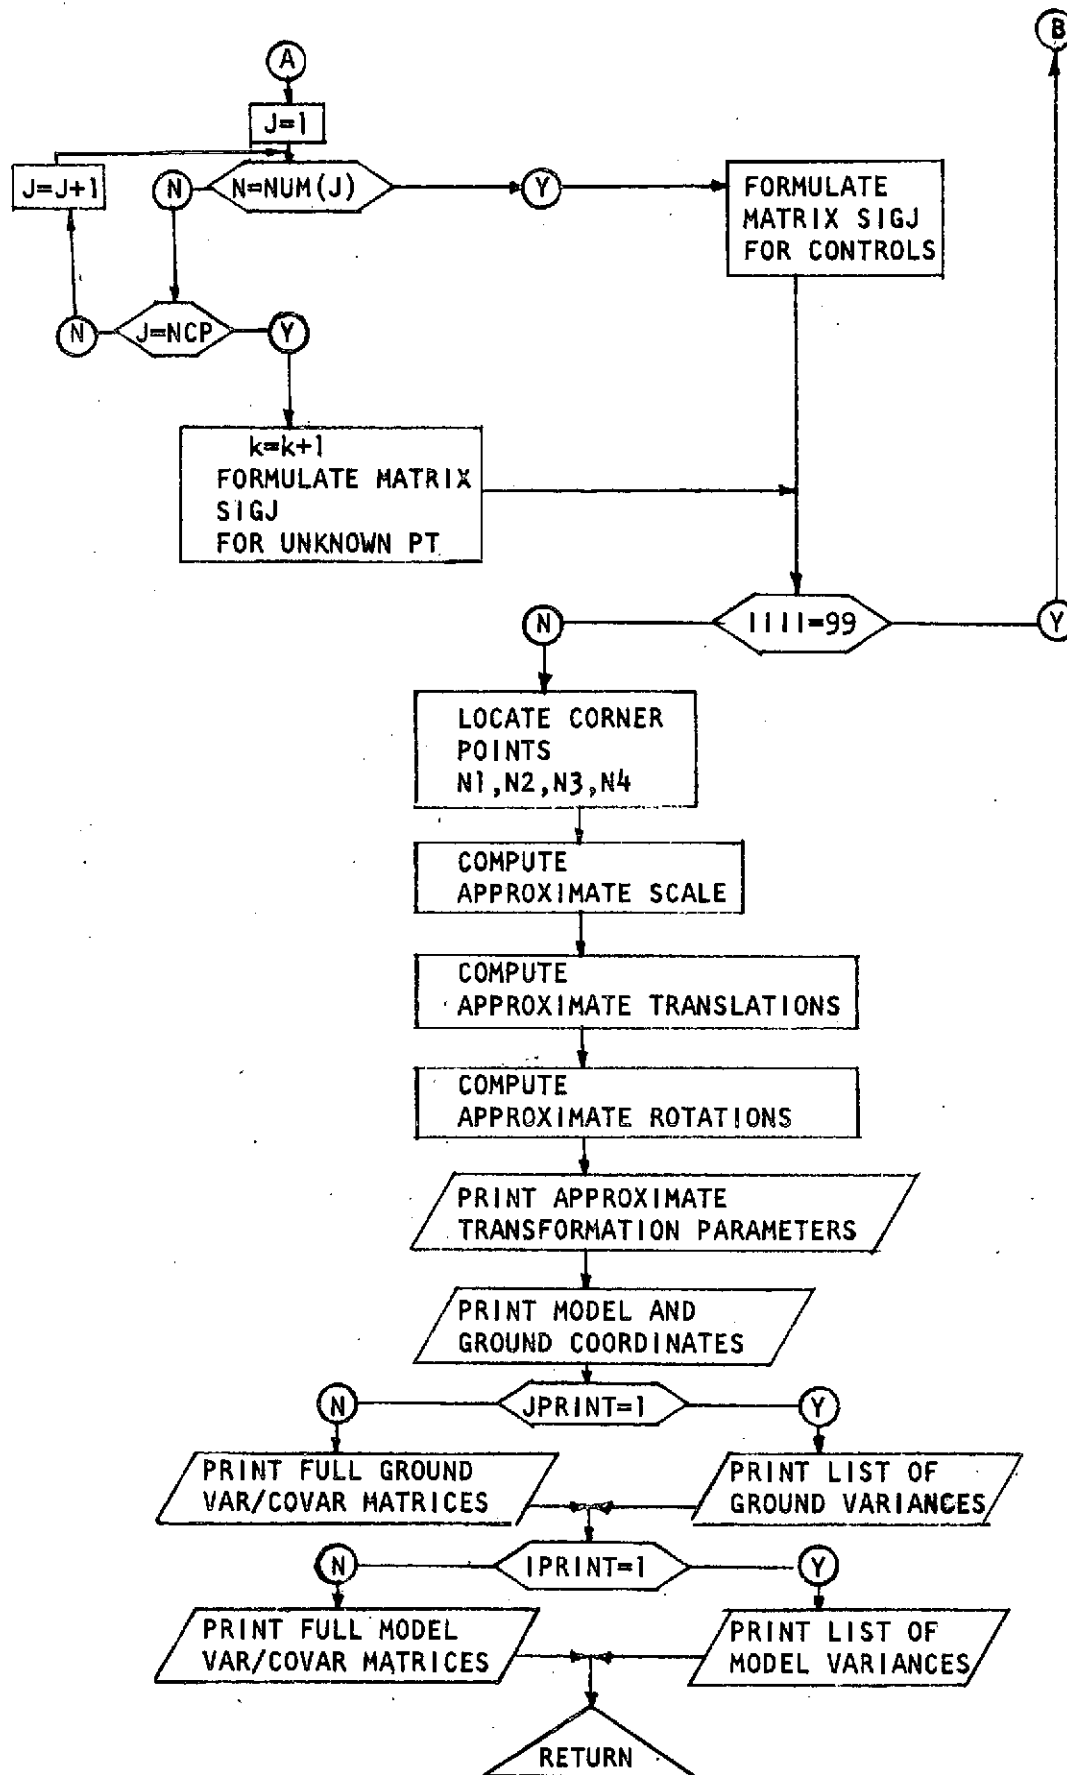 B
A
J=1
J=J+1
N
N=NUM(J)
Y
FORMULATE
MATRIX SIGJ
FOR CONTROLS
N
J=NCP
Y
k=k+1
FORMULATE MATRIX
SIGJ
FOR UNKNOWN PT
N
IIII=99
Y
LOCATE CORNER
POINTS
N1,N2,N3,N4
COMPUTE
APPROXIMATE SCALE
COMPUTE
APPROXIMATE TRANSLATIONS
COMPUTE
APPROXIMATE ROTATIONS
PRINT APPROXIMATE
TRANSFORMATION PARAMETERS
PRINT MODEL AND
GROUND COORDINATES
N
JPRINT=1
Y
PRINT FULL GROUND
VAR/COVAR MATRICES
PRINT LIST OF
GROUND VARIANCES
N
IPRINT=1
Y
PRINT FULL MODEL
VAR/COVAR MATRICES
PRINT LIST OF
MODEL VARIANCES
RETURN